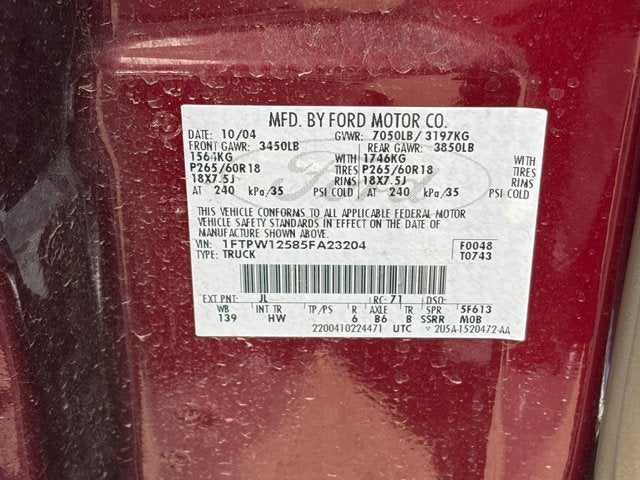 MFD. BY FORD MOTOR CO.
DATE: 10/04 GVWR: 7050LB/ 3197KG
FRONT GAWR: 3450LB REAR GAWR: 3850LB
1564KG WITH 1746KG WITH
P265/60R18 TIRES P265/60R18 TIRES
18X7.5J RIMS 18X7.5J RIMS
AT 240 kPa/35 PSI COLD AT 240 kPa/35 PSI COLD
THIS VEHICLE CONFORMS TO ALL APPLICABLE FEDERAL MOTOR
VEHICLE SAFETY STANDARDS IN EFFECT ON THE DATE OF
MANUFACTURE SHOWN ABOVE.
VIN: 1FTPW12585FA23204 F0048
TYPE: TRUCK T0743
EXT PNT: JL RC: 71 DSO:
WB INT TR TP/PS R AXLE TR SPR 5F613
139 HW 6 B6 B SSRR M0B
2200410224471 UTC 2U5A-1520472-AA
Ford